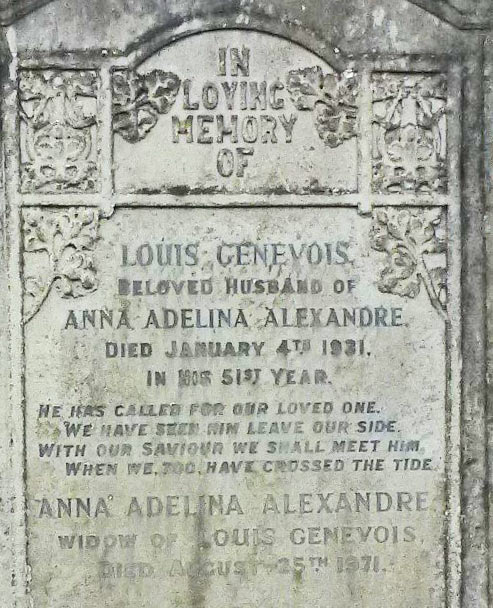 IN
LOVING
MEMORY
OF
LOUIS GENEVOIS.
BELOVED HUSBAND OF
ANNA ADELINA ALEXANDRE.
DIED JANUARY 4TH 1931.
IN HIS 51ST YEAR.
HE HAS CALLED FOR OUR LOVED ONE.
WE HAVE SEEN HIM LEAVE OUR SIDE.
WITH OUR SAVIOUR WE SHALL MEET HIM
WHEN WE, TOO, HAVE CROSSED THE TIDE
ANNA ADELINA ALEXANDRE
WIDOW OF LOUIS GENEVOIS.
DIED AUGUST 25TH 1971.